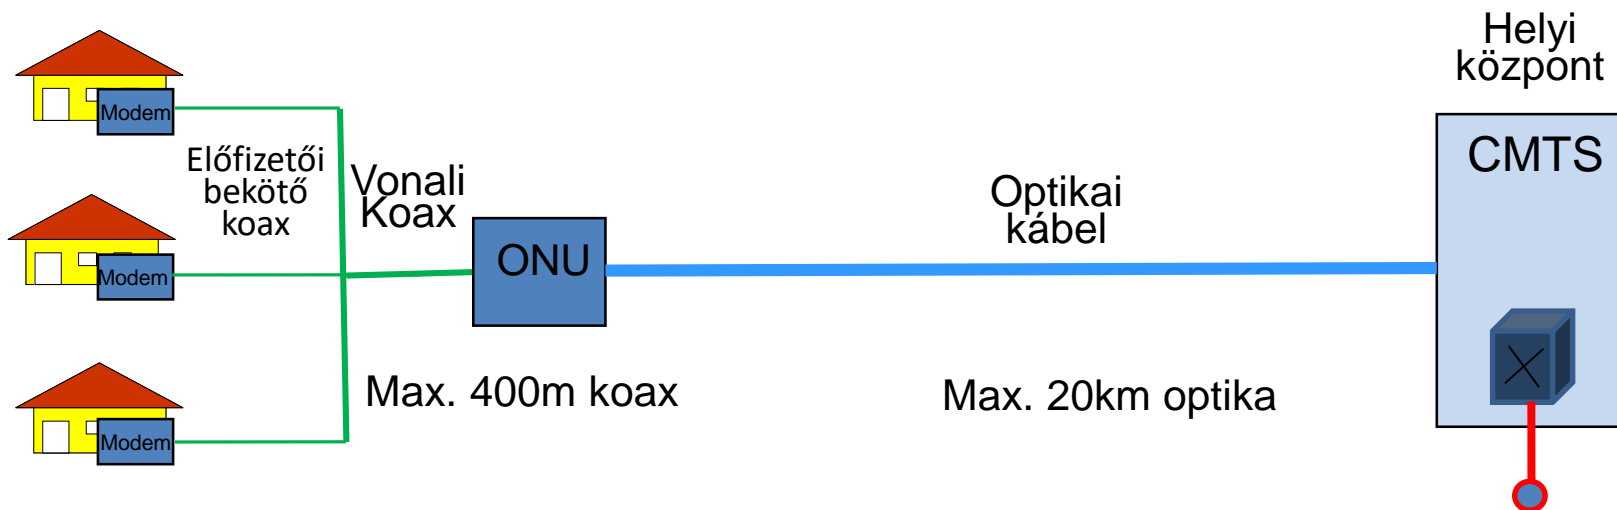 Helyi
központ
Modem
CMTS
Előfizetői
bekötő
koax
Vonali
Koax
Optikai
kábel
ONU
Modem
Max. 400m koax
Max. 20km optika
Modem